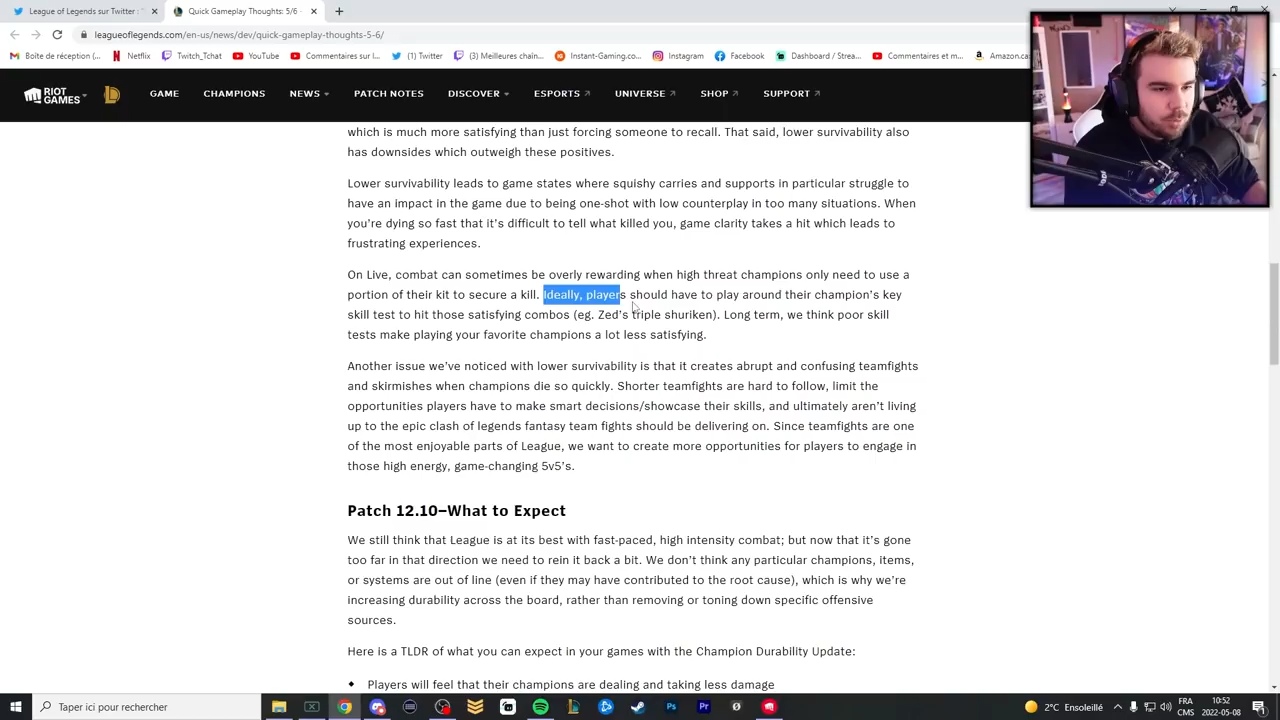 League of Legends sur Twitter : "
Quick Gameplay Thoughts: 5/6 -
leagueoflegends.com/en-us/news/dev/quick-gameplay-thoughts-5-6/
Boîte de réception (...
Netflix
Twitch_Tchat
YouTube
Commentaires sur l...
(1) Twitter
(3) Meilleures chaîn...
Instant-Gaming.co...
Instagram
Facebook
Dashboard / Strea...
Commentaires et m...
Amazon.ca
RIOT GAMES
GAME
CHAMPIONS
NEWS
PATCH NOTES
DISCOVER
ESPORTS
UNIVERSE
SHOP
SUPPORT
which is much more satisfying than just forcing someone to recall. That said, lower survivability also
has downsides which outweigh these positives.
Lower survivability leads to game states where squishy carries and supports in particular struggle to
have an impact in the game due to being one-shot with low counterplay in too many situations. When
you're dying so fast that it's difficult to tell what killed you, game clarity takes a hit which leads to
frustrating experiences.
On Live, combat can sometimes be overly rewarding when high threat champions only need to use a
portion of their kit to secure a kill. Ideally, players should have to play around their champion's key
skill test to hit those satisfying combos (eg. Zed's triple shuriken). Long term, we think poor skill
tests make playing your favorite champions a lot less satisfying.
Another issue we've noticed with lower survivability is that it creates abrupt and confusing teamfights
and skirmishes when champions die so quickly. Shorter teamfights are hard to follow, limit the
opportunities players have to make smart decisions/showcase their skills, and ultimately aren't living
up to the epic clash of legends fantasy team fights should be delivering on. Since teamfights are one
of the most enjoyable parts of League, we want to create more opportunities for players to engage in
those high energy, game-changing 5v5's.
Patch 12.10–What to Expect
We still think that League is at its best with fast-paced, high intensity combat; but now that it's gone
too far in that direction we need to rein it back a bit. We don't think any particular champions, items,
or systems are out of line (even if they may have contributed to the root cause), which is why we're
increasing durability across the board, rather than removing or toning down specific offensive
sources.
Here is a TLDR of what you can expect in your games with the Champion Durability Update:
Players will feel that their champions are dealing and taking less damage
Taper ici pour rechercher
2°C Ensoleillé
FRA
CMS
10:52
2022-05-08